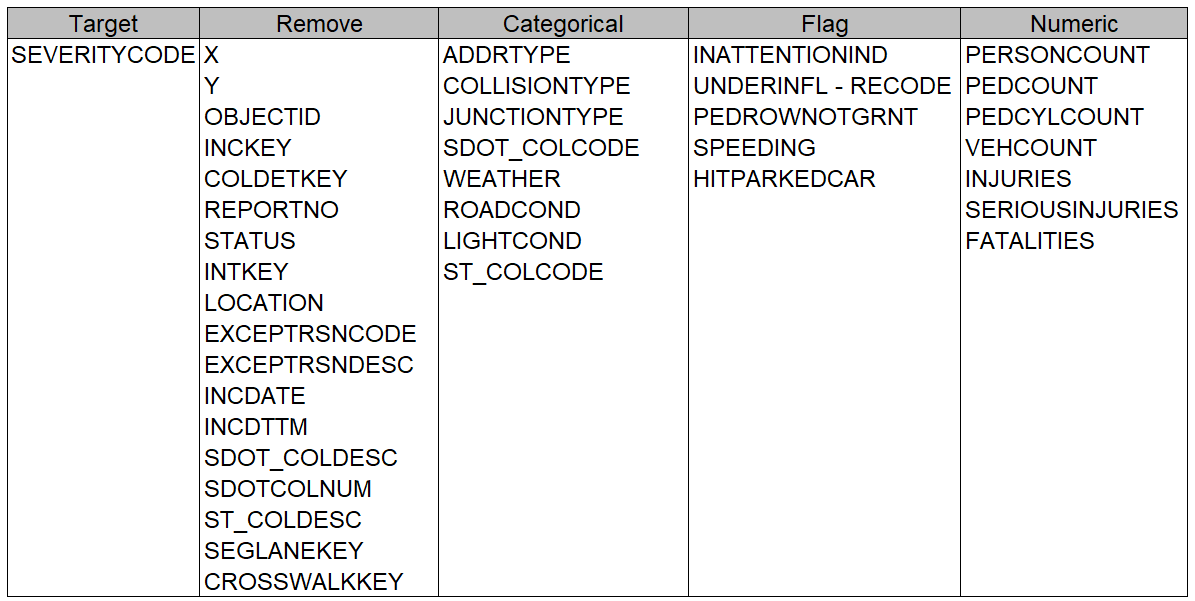 Target Remove Categorical Flag Numeric
SEVERITYCODE X ADDRTYPE INATTENTIONIND PERSONCOUNT
Y COLLISIONTYPE UNDERINFL - RECODE PEDCOUNT
OBJECTID JUNCTIONTYPE PEDROWNOTGRNT PEDCYLCOUNT
INCKEY SDOT_COLCODE SPEEDING VEHCOUNT
COLDETKEY WEATHER HITPARKEDCAR INJURIES
REPORTNO ROADCOND SERIOUSINJURIES
STATUS LIGHTCOND FATALITIES
INTKEY ST_COLCODE
LOCATION
EXCEPTRSNCODE
EXCEPTRSNDESC
INCDATE
INCDTTM
SDOT_COLDESC
SDOTCOLNUM
ST_COLDESC
SEGLANEKEY
CROSSWALKKEY